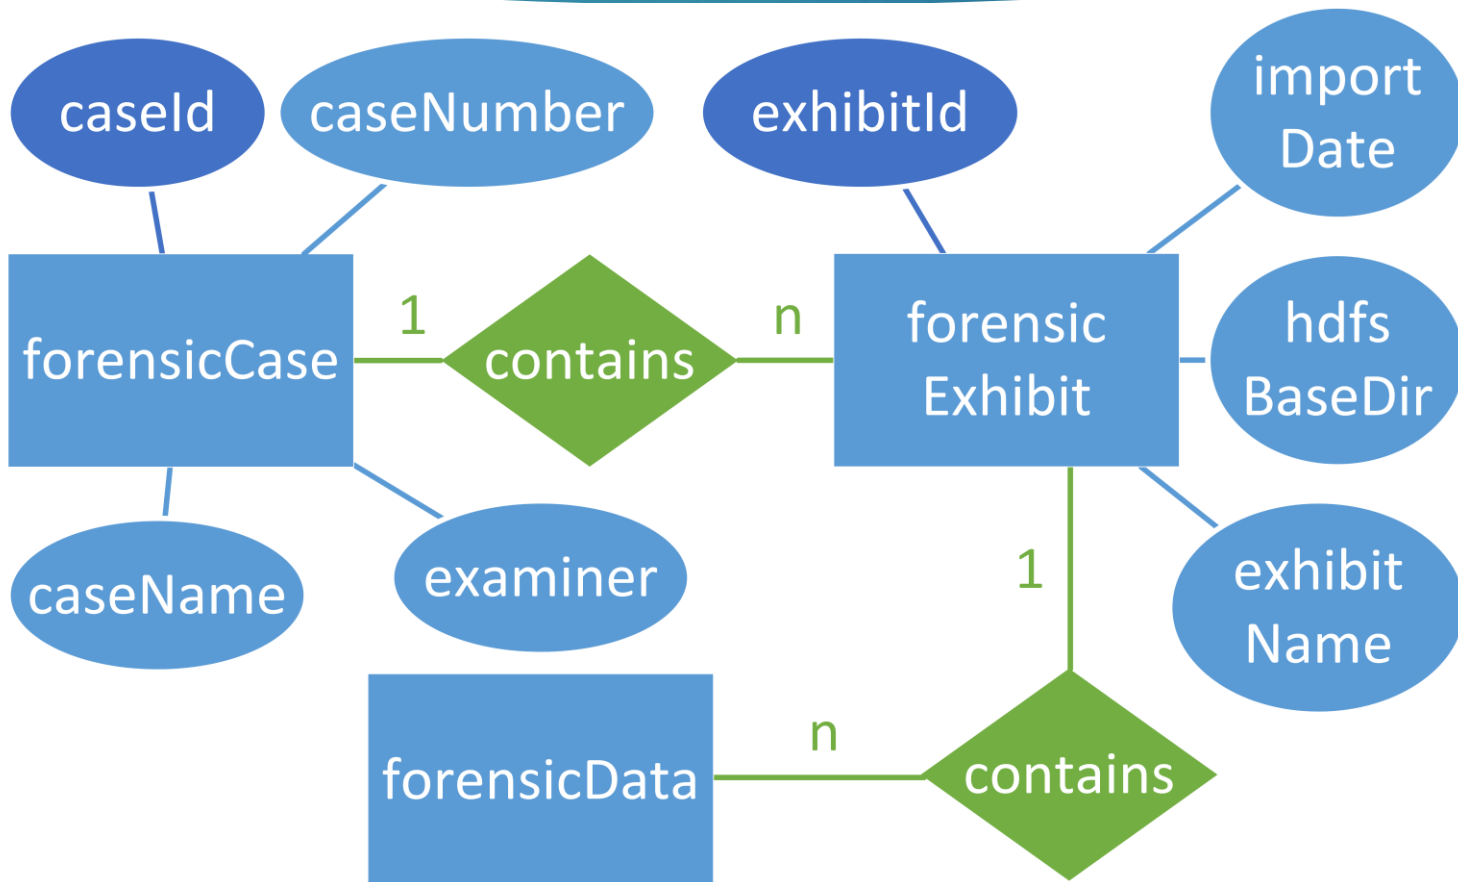 caseId
caseNumber
exhibitId
import
Date
forensicCase
1
contains
n
forensic
Exhibit
hdfs
BaseDir
caseName
examiner
1
exhibit
Name
forensicData
n
contains